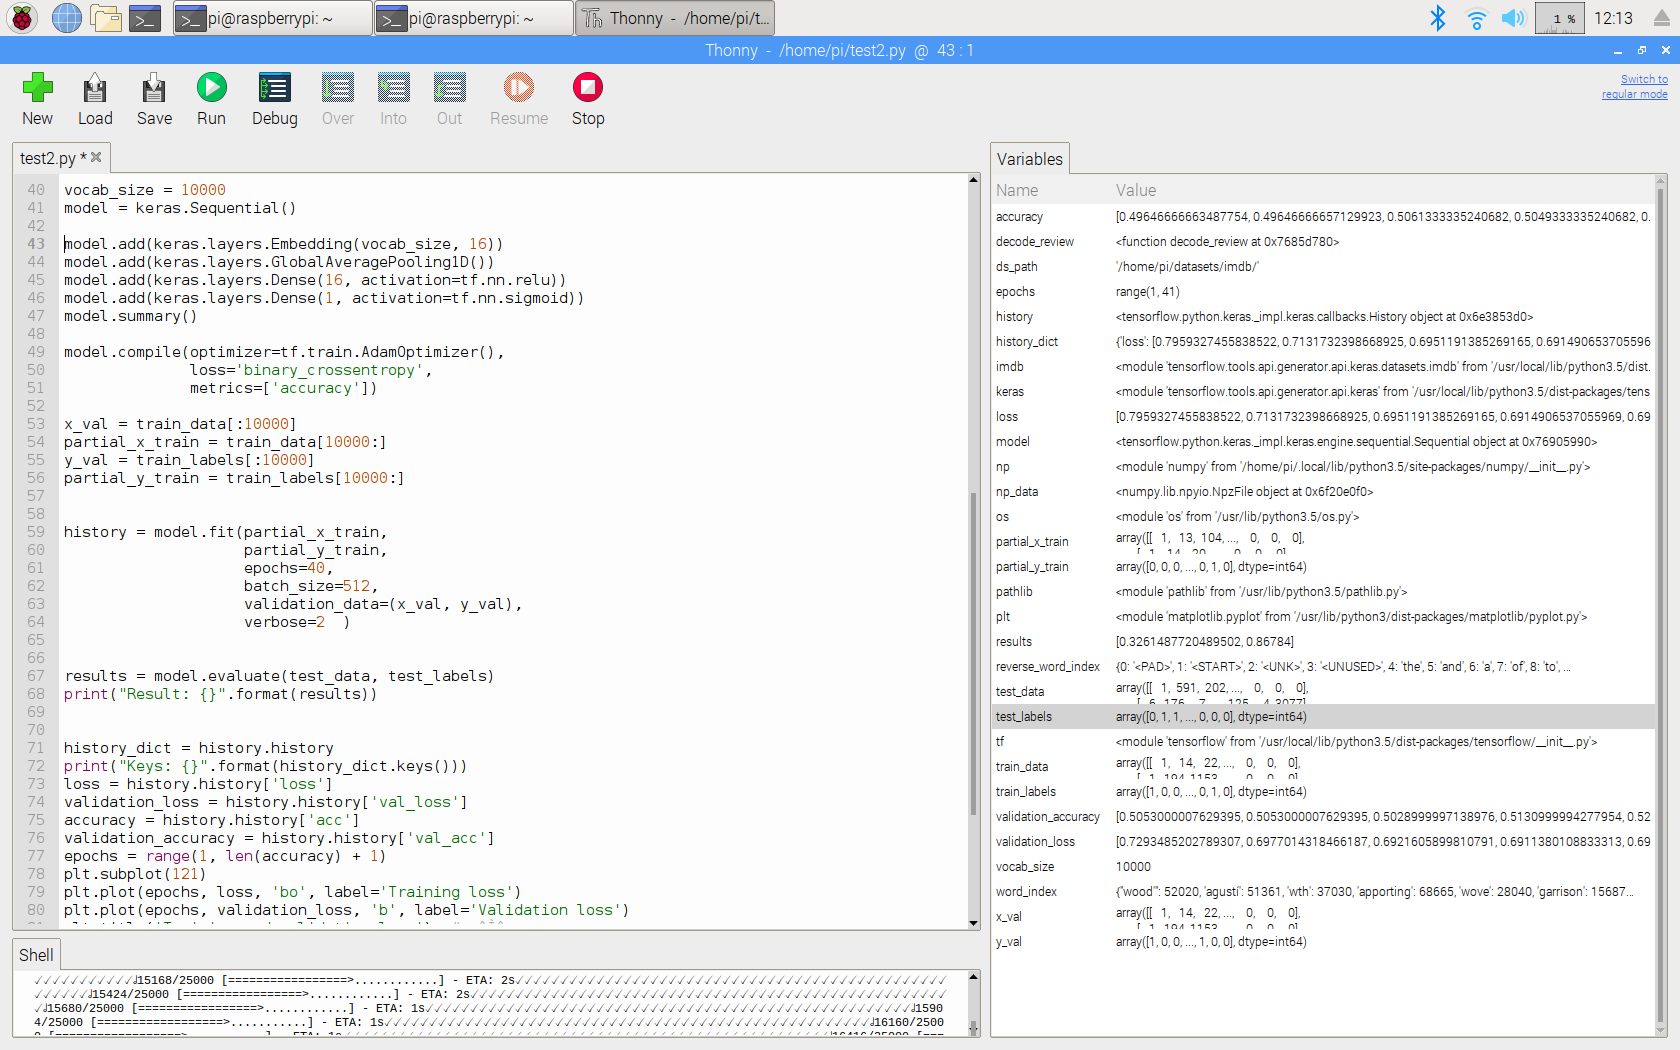 pi@raspberrypi: ~
pi@raspberrypi: ~
Thonny - /home/pi/t...
1 %
12:13
Thonny - /home/pi/test2.py @ 43 : 1
New
Load
Save
Run
Debug
Over
Into
Out
Resume
Stop
Switch to
regular mode
test2.py *
40 vocab_size = 10000
41 model = keras.Sequential()
42
43 model.add(keras.layers.Embedding(vocab_size, 16))
44 model.add(keras.layers.GlobalAveragePooling1D())
45 model.add(keras.layers.Dense(16, activation=tf.nn.relu))
46 model.add(keras.layers.Dense(1, activation=tf.nn.sigmoid))
47 model.summary()
48
49 model.compile(optimizer=tf.train.AdamOptimizer(),
50               loss='binary_crossentropy',
51               metrics=['accuracy'])
52
53 x_val = train_data[:10000]
54 partial_x_train = train_data[10000:]
55 y_val = train_labels[:10000]
56 partial_y_train = train_labels[10000:]
57
58
59 history = model.fit(partial_x_train,
60                     partial_y_train,
61                     epochs=40,
62                     batch_size=512,
63                     validation_data=(x_val, y_val),
64                     verbose=2  )
65
66
67 results = model.evaluate(test_data, test_labels)
68 print("Result: {}".format(results))
69
70
71 history_dict = history.history
72 print("Keys: {}".format(history_dict.keys()))
73 loss = history.history['loss']
74 validation_loss = history.history['val_loss']
75 accuracy = history.history['acc']
76 validation_accuracy = history.history['val_acc']
77 epochs = range(1, len(accuracy) + 1)
78 plt.subplot(121)
79 plt.plot(epochs, loss, 'bo', label='Training loss')
80 plt.plot(epochs, validation_loss, 'b', label='Validation loss')
Shell
15168/25000 [=================>............] - ETA: 2s
15424/25000 [=================>............] - ETA: 2s
15680/25000 [=================>............] - ETA: 1s 1590
4/25000 [==================>...........] - ETA: 1s 16160/2500
Variables
Name Value
accuracy [0.49646666663487754, 0.49646666657129923, 0.5061333335240682, 0.5049333335240682, 0.
decode_review <function decode_review at 0x7685d780>
ds_path '/home/pi/datasets/imdb/'
epochs range(1, 41)
history <tensorflow.python.keras._impl.keras.callbacks.History object at 0x6e3853d0>
history_dict {'loss': [0.7959327455838522, 0.7131732398668925, 0.6951191385269165, 0.691490653705596
imdb <module 'tensorflow.tools.api.generator.api.keras.datasets.imdb' from '/usr/local/lib/python3.5/dist.
keras <module 'tensorflow.tools.api.generator.api.keras' from '/usr/local/lib/python3.5/dist-packages/tens
loss [0.7959327455838522, 0.7131732398668925, 0.6951191385269165, 0.6914906537055969, 0.69
model <tensorflow.python.keras._impl.keras.engine.sequential.Sequential object at 0x76905990>
np <module 'numpy' from '/home/pi/.local/lib/python3.5/site-packages/numpy/__init__.py'>
np_data <numpy.lib.npyio.NpzFile object at 0x6f20e0f0>
os <module 'os' from '/usr/lib/python3.5/os.py'>
partial_x_train array([[ 1, 13, 104, ..., 0, 0, 0],
partial_y_train array([0, 0, 0, ..., 0, 1, 0], dtype=int64)
pathlib <module 'pathlib' from '/usr/lib/python3.5/pathlib.py'>
plt <module 'matplotlib.pyplot' from '/usr/lib/python3/dist-packages/matplotlib/pyplot.py'>
results [0.3261487720489502, 0.86784]
reverse_word_index {0: '<PAD>', 1: '<START>', 2: '<UNK>', 3: '<UNUSED>', 4: 'the', 5: 'and', 6: 'a', 7: 'of', 8: 'to', ...
test_data array([[ 1, 591, 202, ..., 0, 0, 0],
test_labels array([0, 1, 1, ..., 0, 0, 0], dtype=int64)
tf <module 'tensorflow' from '/usr/local/lib/python3.5/dist-packages/tensorflow/__init__.py'>
train_data array([[ 1, 14, 22, ..., 0, 0, 0],
train_labels array([1, 0, 0, ..., 0, 1, 0], dtype=int64)
validation_accuracy [0.5053000007629395, 0.5053000007629395, 0.5028999997138976, 0.5130999994277954, 0.52
validation_loss [0.7293485202789307, 0.6977014318466187, 0.6921605899810791, 0.6911380108833313, 0.69
vocab_size 10000
word_index {"wood'": 52020, 'agusti': 51361, 'wth': 37030, 'apporting': 68665, 'wove': 28040, 'garrison': 15687...
x_val array([[ 1, 14, 22, ..., 0, 0, 0],
y_val array([1, 0, 0, ..., 1, 0, 0], dtype=int64)